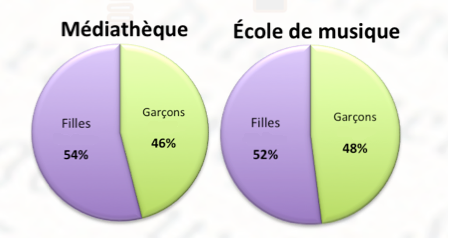 Médiathèque
Filles
54%
Garçons
46%
École de musique
Filles
52%
Garçons
48%